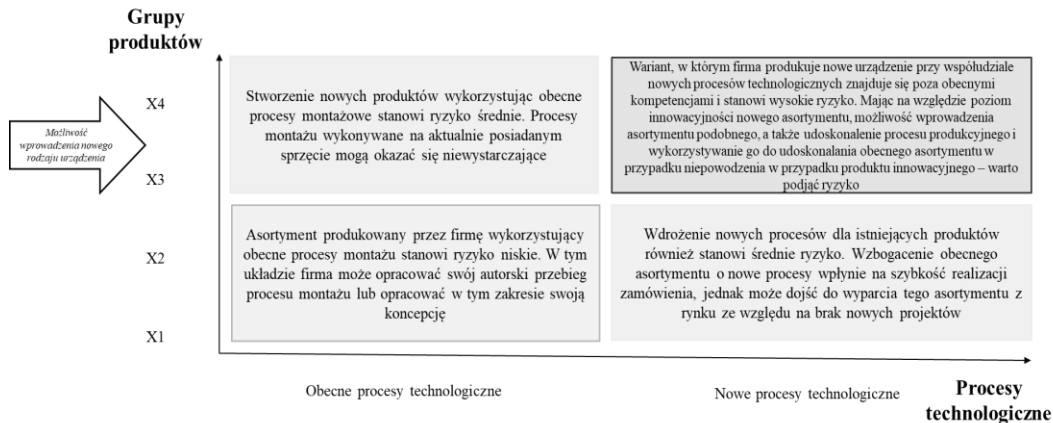 Grupy
produktów
X4
Możliwość
wprowadzenia nowego
rodzaju urządzenia
X3
X2
X1
Stworzenie nowych produktów wykorzystując obecne
procesy montażowe stanowi ryzyko średnie. Procesy
montażu wykonywane na aktualnie posiadanym
sprzęcie mogą okazać się niewystarczające
Wariant, w którym firma produkuje nowe urządzenie przy współudziale
nowych procesów technologicznych znajduje się poza obecnymi
kompetencjami i stanowi wysokie ryzyko. Mając na względzie poziom
innowacyjności nowego asortymentu, możliwość wprowadzenia
asortymentu podobnego, a także udoskonalenie procesu produkcyjnego i
wykorzystywanie go do udoskonalania obecnego asortymentu w
przypadku niepowodzenia w przypadku produktu innowacyjnego – warto
podjąć ryzyko
Asortyment produkowany przez firmę wykorzystujący
obecne procesy montażu stanowi ryzyko niskie. W tym
układzie firma może opracować swój autorski przebieg
procesu montażu lub opracować w tym zakresie swoją
koncepcję
Wdrożenie nowych procesów dla istniejących produktów
również stanowi średnie ryzyko. Wzbogacenie obecnego
asortymentu o nowe procesy wpłynie na szybkość realizacji
zamówienia, jednak może dojść do wyparcia tego asortymentu z
rynku ze względu na brak nowych projektów
Obecne procesy technologiczne
Nowe procesy technologiczne
Procesy
technologiczne